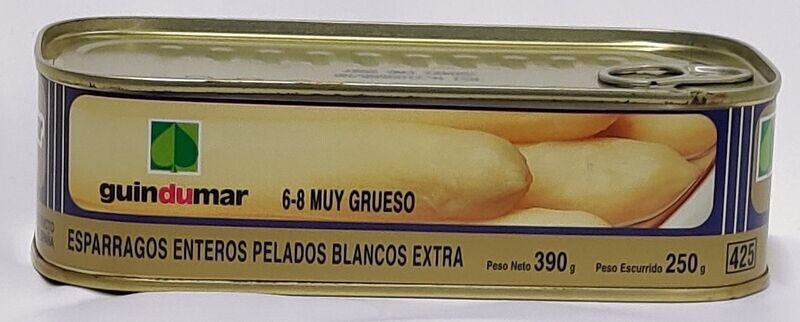 guindumar
6-8 MUY GRUESO
ESPARRAGOS ENTEROS PELADOS BLANCOS EXTRA
Peso Neto 390 g
Peso Escurrido 250 g
425